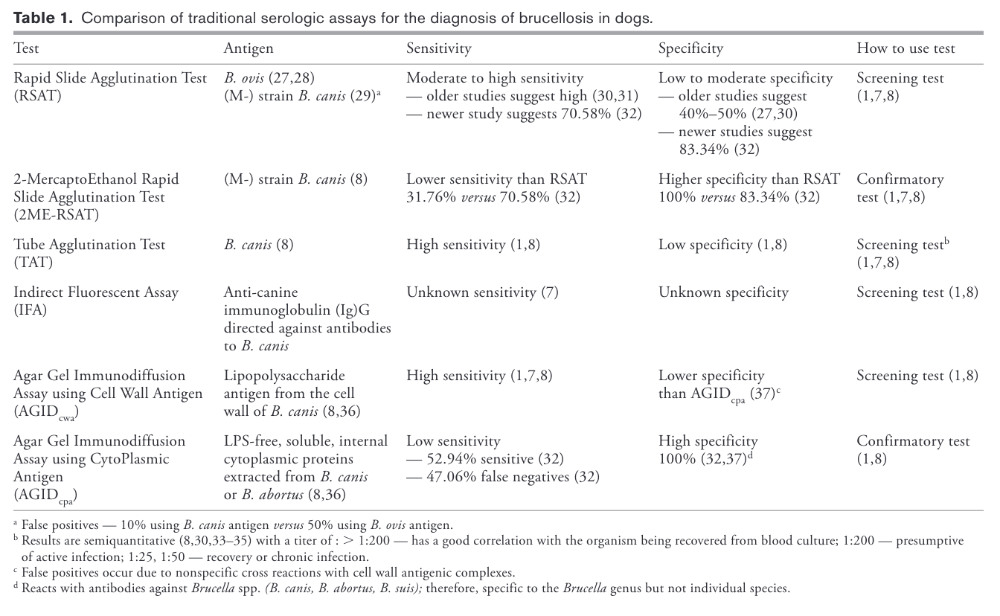 Table 1. Comparison of traditional serologic assays for the diagnosis of brucellosis in dogs.
Test Antigen Sensitivity Specificity How to use test
Rapid Slide Agglutination Test
(RSAT)
B. ovis (27,28)
(M-) strain B. canis (29)a
Moderate to high sensitivity
— older studies suggest high (30,31)
— newer study suggests 70.58% (32)
Low to moderate specificity
— older studies suggest
40%–50% (27,30)
— newer studies suggest
83.34% (32)
Screening test
(1,7,8)
2-MercaptoEthanol Rapid
Slide Agglutination Test
(2ME-RSAT)
(M-) strain B. canis (8)
Lower sensitivity than RSAT
31.76% versus 70.58% (32)
Higher specificity than RSAT
100% versus 83.34% (32)
Confirmatory
test (1,7,8)
Tube Agglutination Test
(TAT)
B. canis (8)
High sensitivity (1,8)
Low specificity (1,8)
Screening testb
(1,7,8)
Indirect Fluorescent Assay
(IFA)
Anti-canine
immunoglobulin (Ig)G
directed against antibodies
to B. canis
Unknown sensitivity (7)
Unknown specificity
Screening test (1,8)
Agar Gel Immunodiffusion
Assay using Cell Wall Antigen
(AGIDcwa)
Lipopolysaccharide
antigen from the cell
wall of B. canis (8,36)
High sensitivity (1,7,8)
Lower specificity
than AGIDcpa (37)c
Screening test (1,8)
Agar Gel Immunodiffusion
Assay using CytoPlasmic
Antigen
(AGIDcpa)
LPS-free, soluble, internal
cytoplasmic proteins
extracted from B. canis
or B. abortus (8,36)
Low sensitivity
— 52.94% sensitive (32)
— 47.06% false negatives (32)
High specificity
100% (32,37)d
Confirmatory test
(1,8)
a False positives — 10% using B. canis antigen versus 50% using B. ovis antigen.
b Results are semiquantitative (8,30,33–35) with a titer of : > 1:200 — has a good correlation with the organism being recovered from blood culture; 1:200 — presumptive
of active infection; 1:25, 1:50 — recovery or chronic infection.
c False positives occur due to nonspecific cross reactions with cell wall antigenic complexes.
d Reacts with antibodies against Brucella spp. (B. canis, B. abortus, B. suis); therefore, specific to the Brucella genus but not individual species.